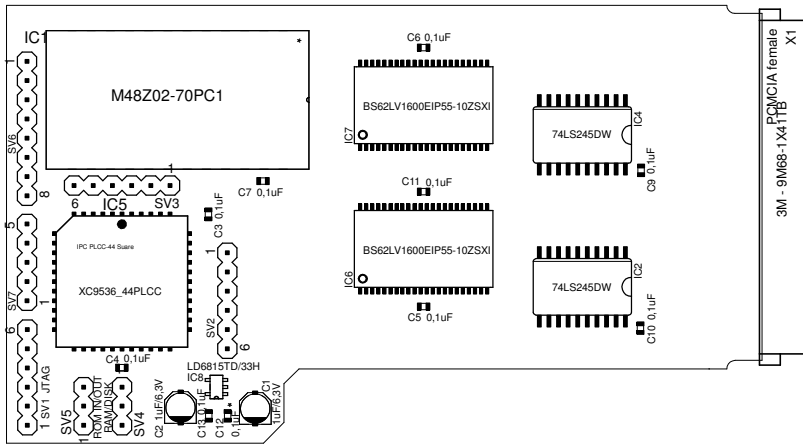 IC1
*
M48Z02-70PC1
1
SV6
8
C7 0,1uF
1
6
IC5
SV3
C3 0,1uF
5
SV7
1
IPC PLCC-44 Suare
XC9536_44PLCC
1
SV2
6
C4 0,1uF
6
JTAG
SV1
1
SV5
1
ROM IN/OUT
RAM/DISK
SV4
LD6815TD/33H
IC8
C2 1uF/6,3V
C13 0,1uF
C12 0,1uF
*
C1
1uF/6,3V
C6 0,1uF
BS62LV1600EIP55-10ZSXI
IC7
C11 0,1uF
BS62LV1600EIP55-10ZSXI
IC6
C5 0,1uF
74LS245DW
IC4
C9 0,1uF
74LS245DW
IC2
C10 0,1uF
X1
PCMCIA female
3M - 9M68-1X41TB